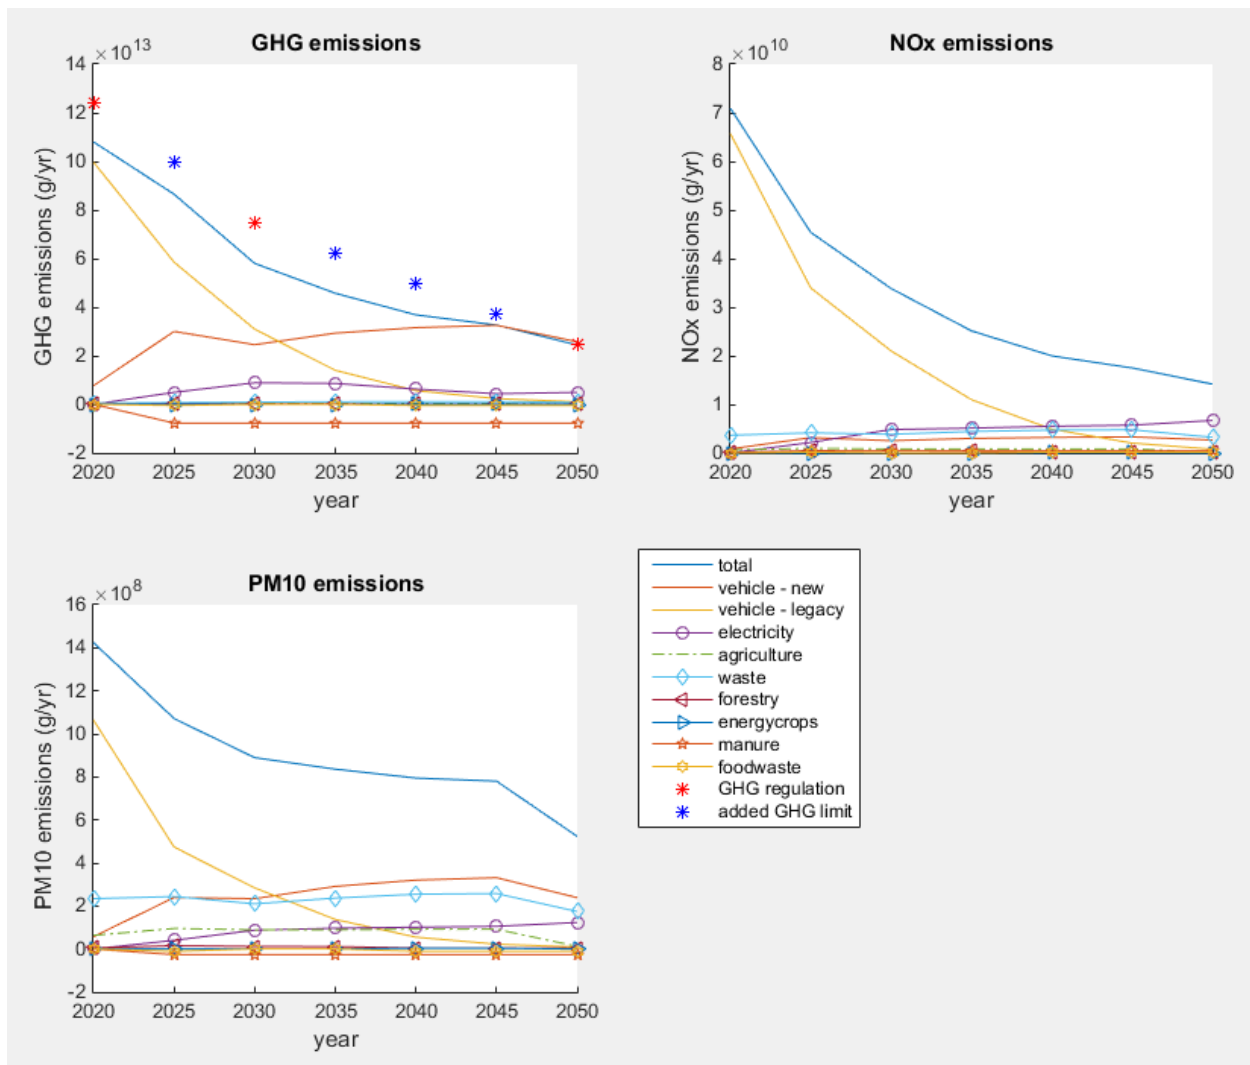 GHG emissions
×10^13
14
12
10
8
6
4
2
0
-2
GHG emissions (g/yr)
2020 2025 2030 2035 2040 2045 2050
year
NOx emissions
×10^10
8
7
6
5
4
3
2
1
0
NOx emissions (g/yr)
2020 2025 2030 2035 2040 2045 2050
year
PM10 emissions
×10^8
16
14
12
10
8
6
4
2
0
-2
PM10 emissions (g/yr)
2020 2025 2030 2035 2040 2045 2050
year
total
vehicle - new
vehicle - legacy
electricity
agriculture
waste
forestry
energycrops
manure
foodwaste
GHG regulation
added GHG limit